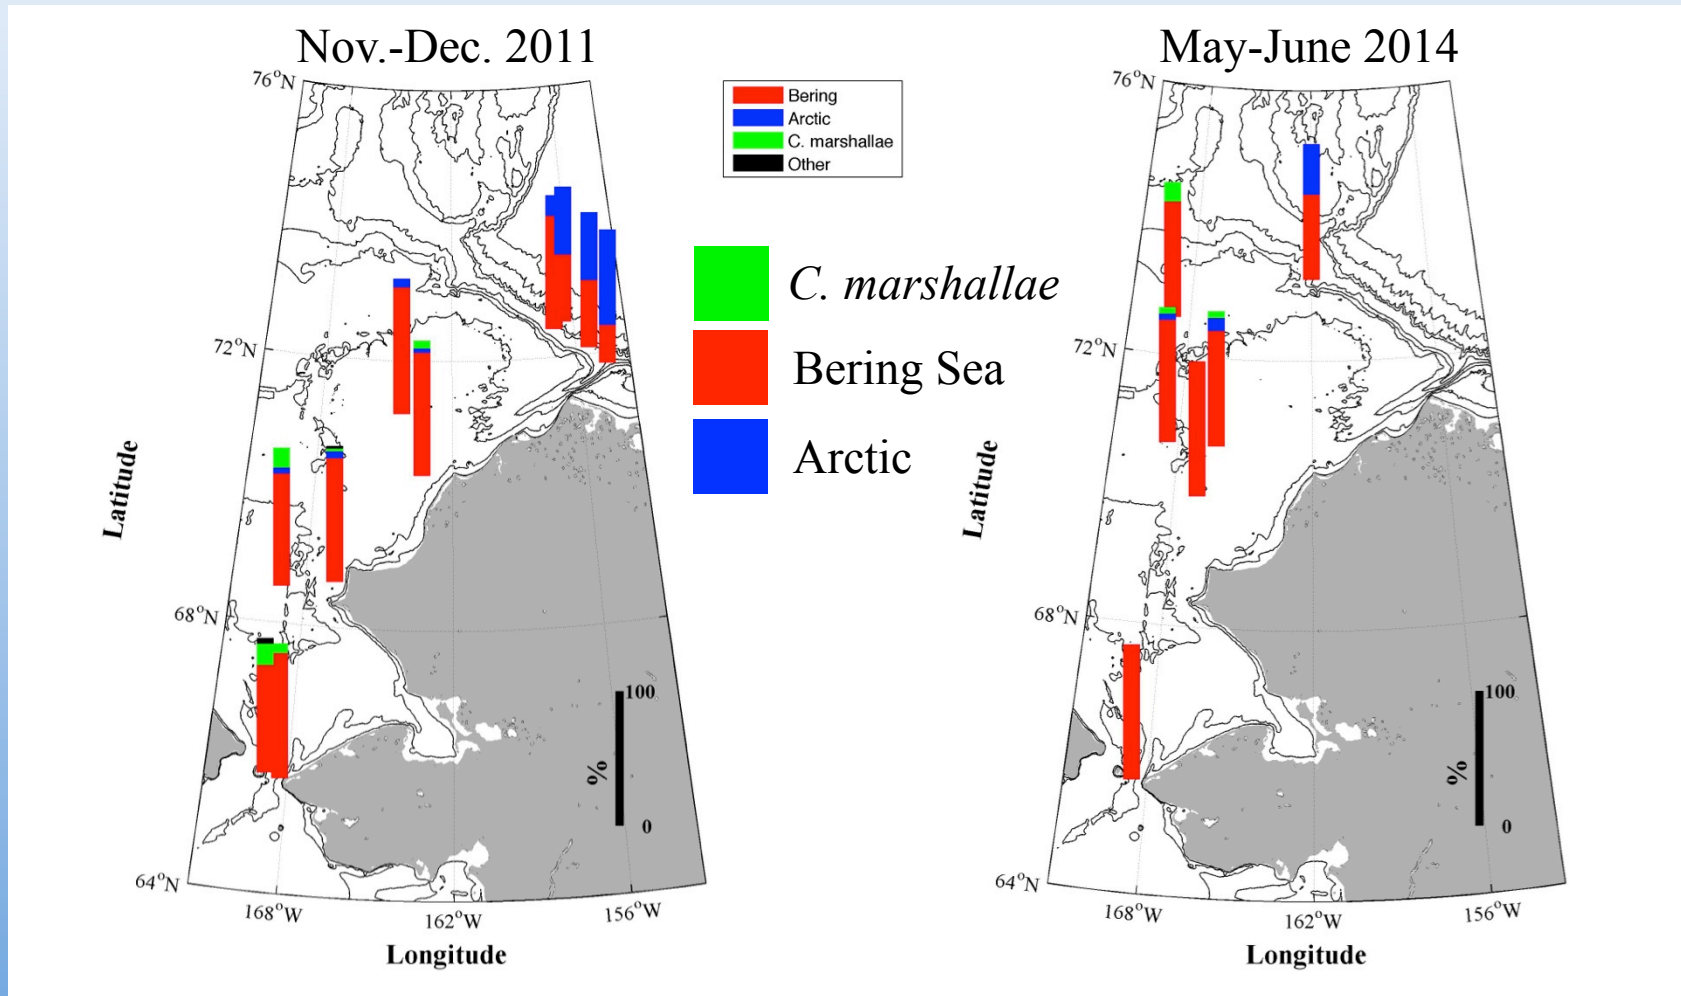 Nov.-Dec. 2011
May-June 2014
76°N
72°N
68°N
64°N
168°W
162°W
156°W
Latitude
Longitude
100
%
0
Bering
Arctic
C. marshallae
Other
C. marshallae
Bering Sea
Arctic
76°N
72°N
68°N
64°N
168°W
162°W
156°W
Latitude
Longitude
100
%
0